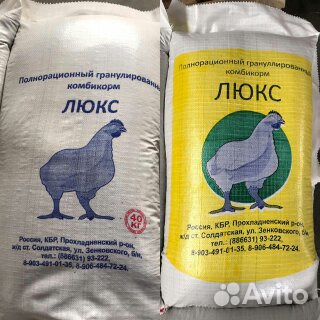 Полнорационный гранулированный
комбикорм
ЛЮКС
40
КГ
Россия, КБР, Прохладненский р-он,
ж/д ст. Солдатская, ул. Зенковского, б/н,
тел.: (886631) 93-222,
8-903-491-01-35, 8-906-484-72-24.
Полнорационный гранулированный
комбикорм
ЛЮКС
Россия, КБР, Прохладненский р-он,
ж/д ст. Солдатская, ул. Зенковского, б/н,
тел.: (886631) 93-222,
8-903-491-01-35, 8-906-484-72-24.
Avito